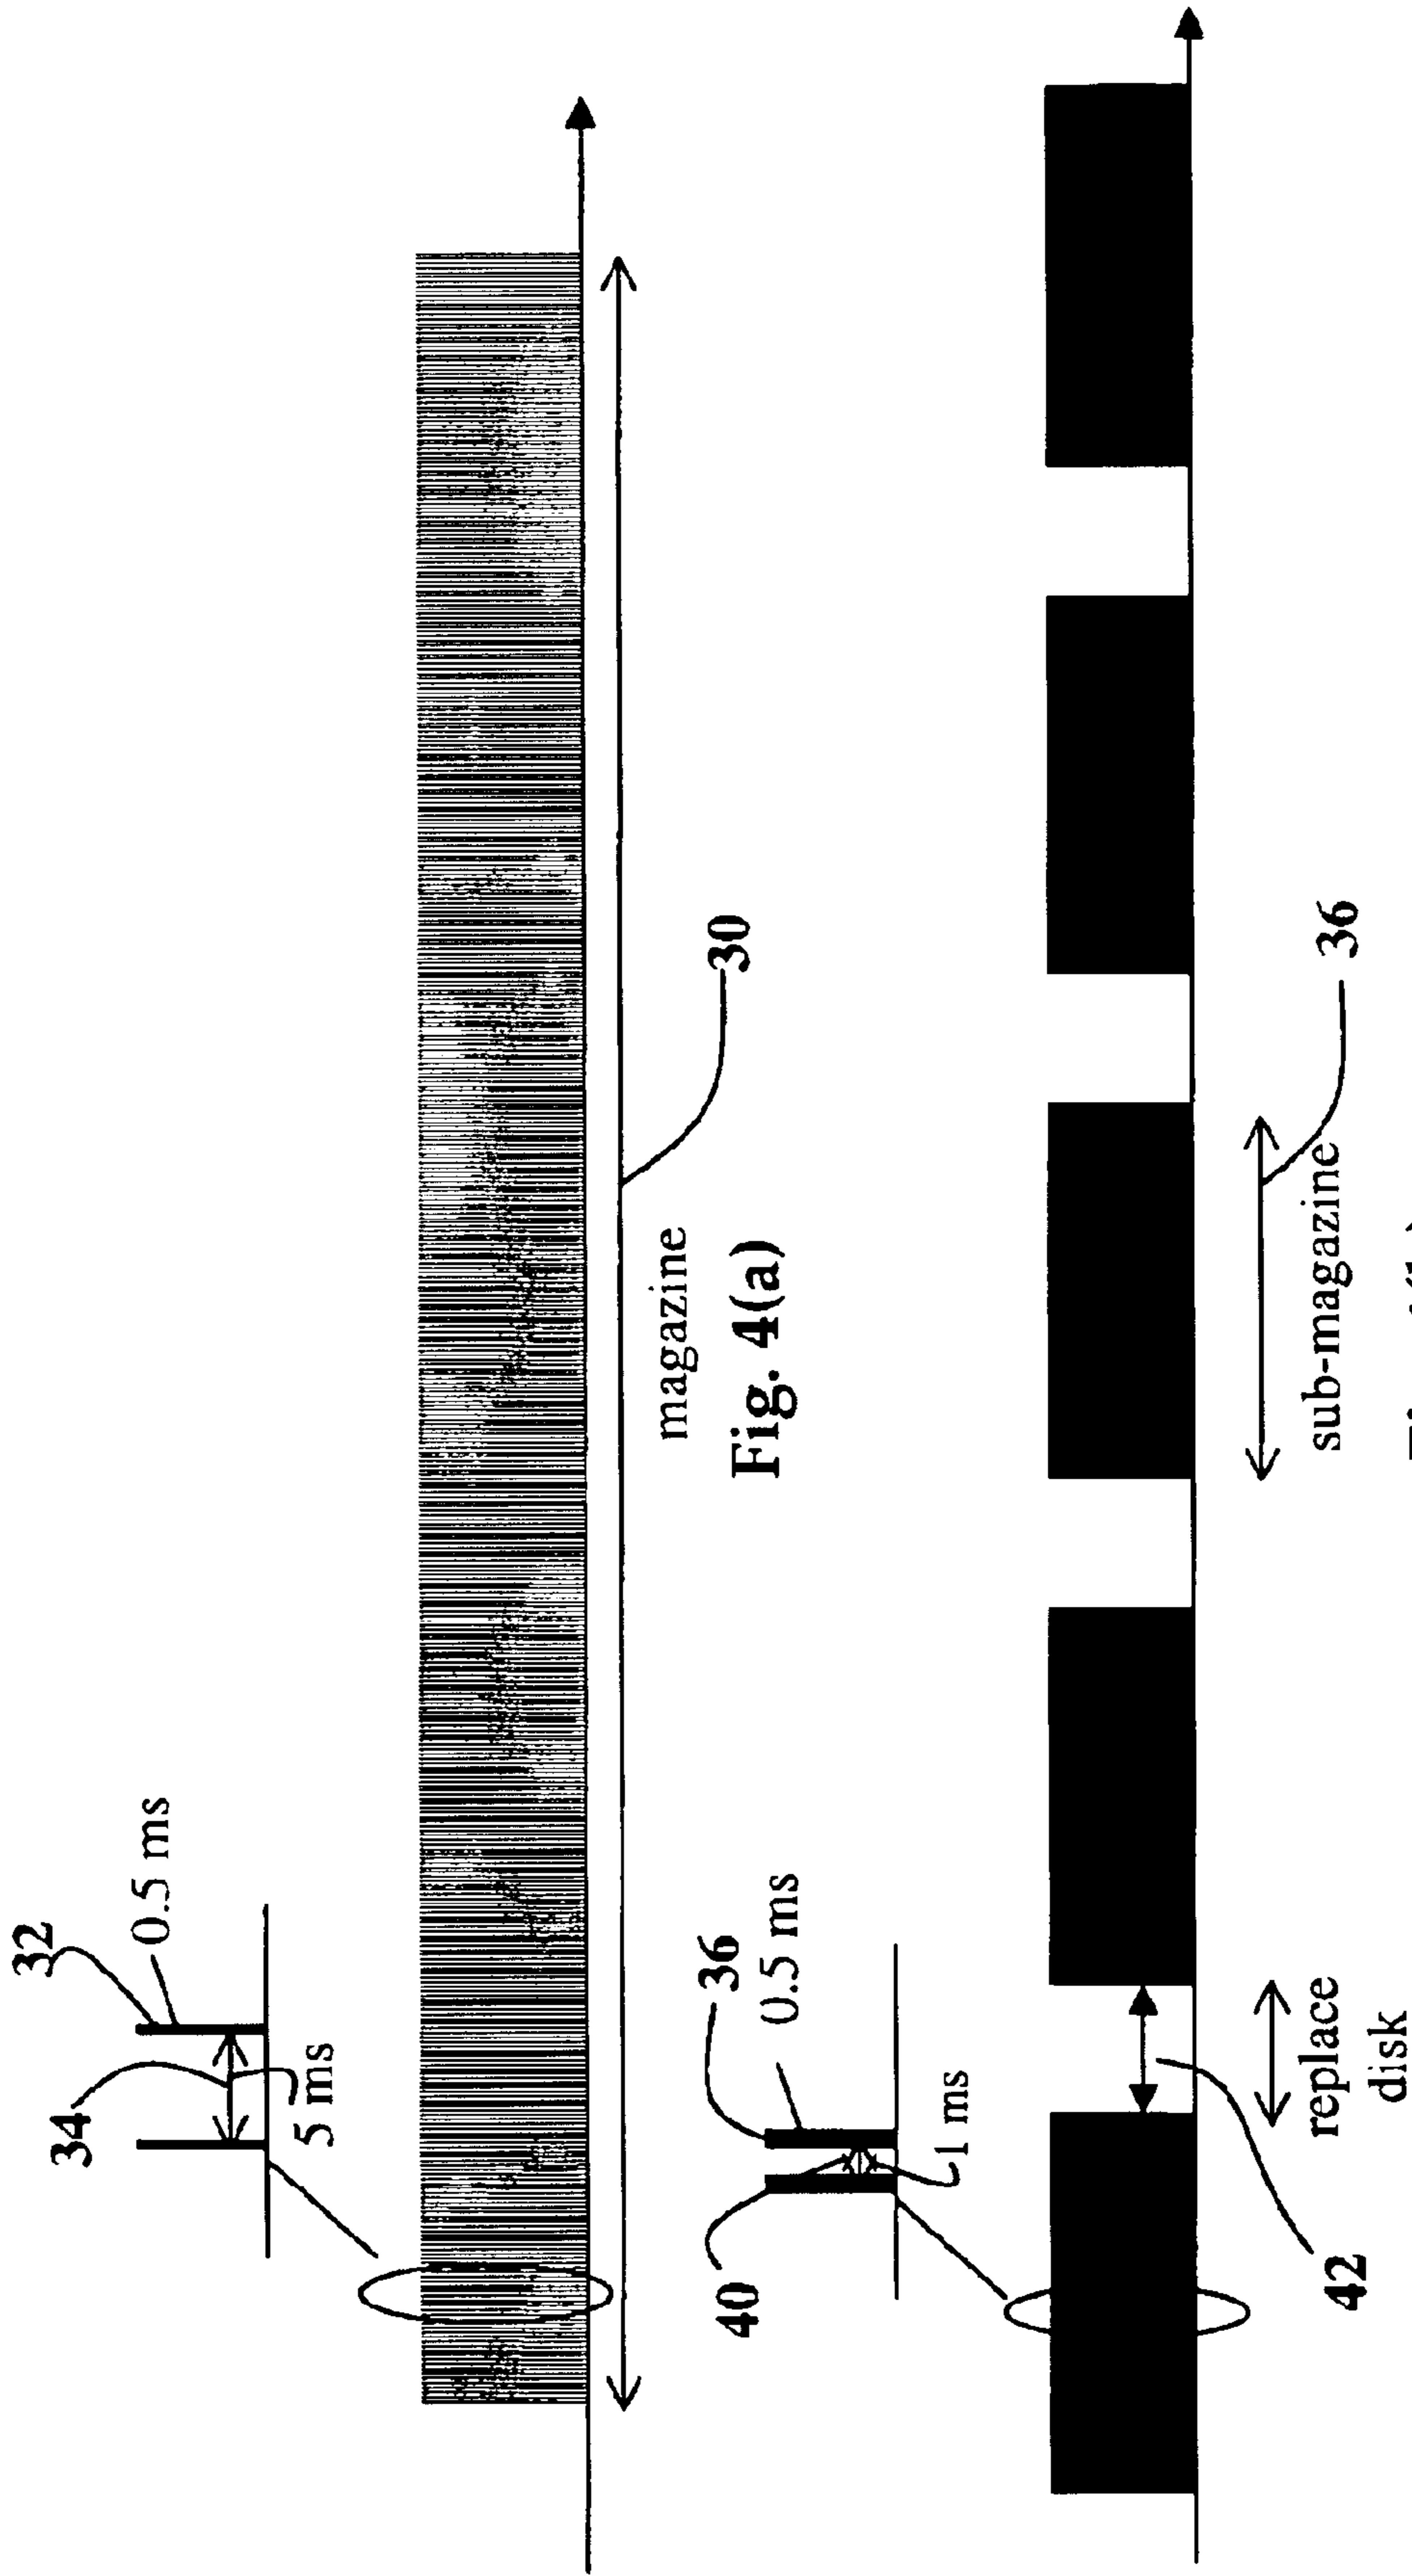 32
0.5 ms
34
5 ms
magazine
30
Fig. 4(a)
36
0.5 ms
40
1 ms
42
replace
disk
sub-magazine
36